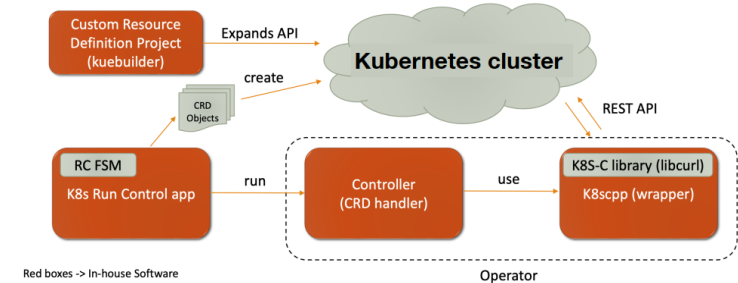 Custom Resource
Definition Project
(kuebuilder)
Expands API
Kubernetes cluster
create
CRD
Objects
REST API
RC FSM
K8s Run Control app
run
Controller
(CRD handler)
use
K8S-C library (libcurl)
K8scpp (wrapper)
Red boxes -> In-house Software
Operator